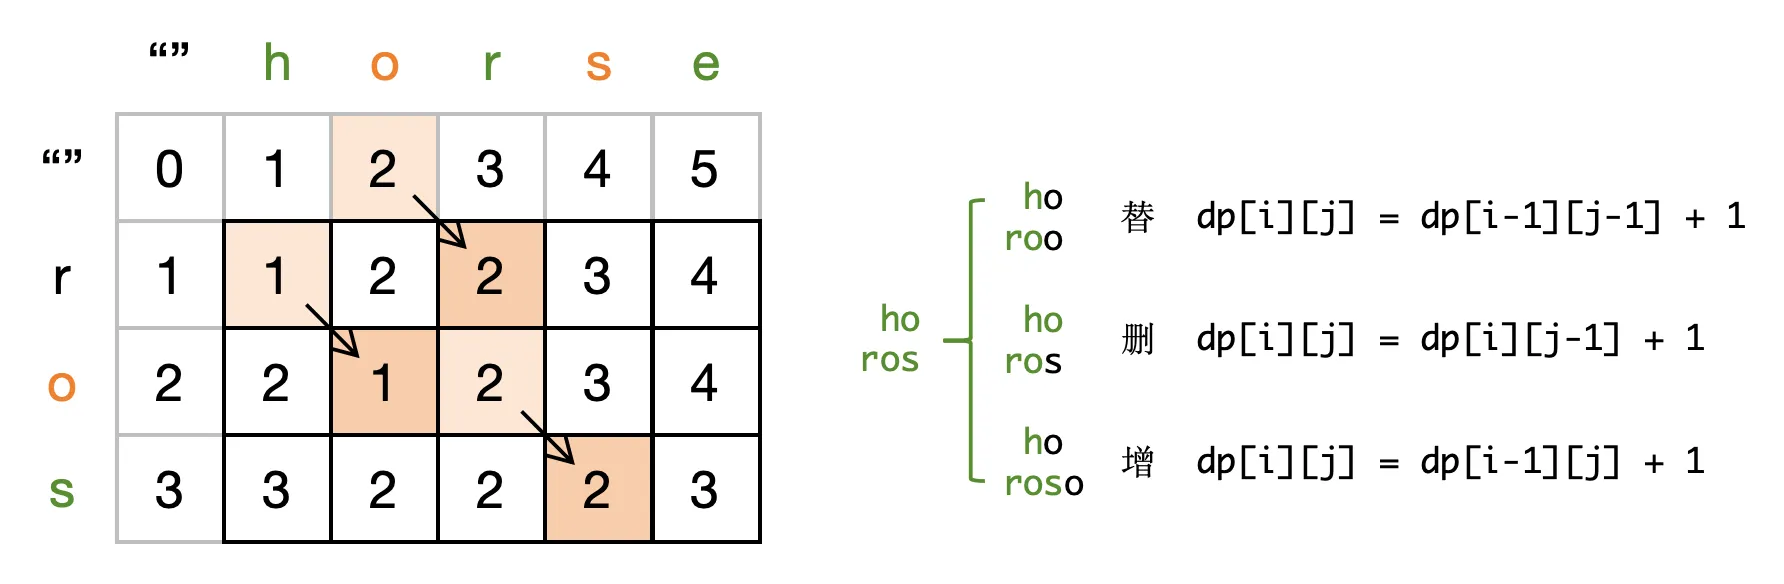 “” h o r s e
“” 0 1 2 3 4 5
r 1 1 2 2 3 4
o 2 2 1 2 3 4
s 3 3 2 2 2 3
ho
ros
ho
roo
替 dp[i][j] = dp[i-1][j-1] + 1
ho
ros
删 dp[i][j] = dp[i][j-1] + 1
ho
roso
增 dp[i][j] = dp[i-1][j] + 1